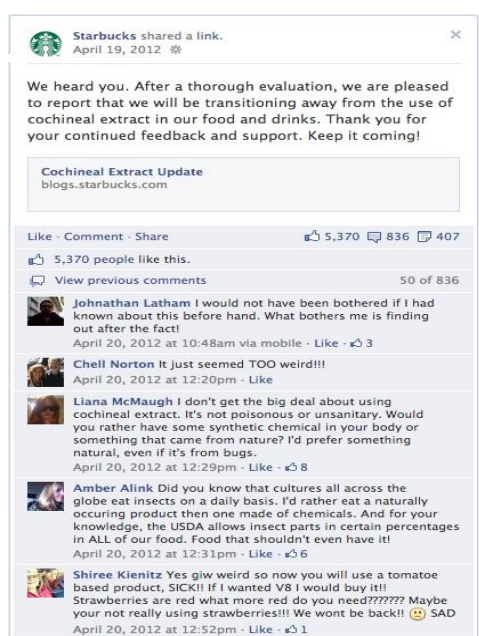 Starbucks shared a link.
April 19, 2012
We heard you. After a thorough evaluation, we are pleased
to report that we will be transitioning away from the use of
cochineal extract in our food and drinks. Thank you for
your continued feedback and support. Keep it coming!
Cochineal Extract Update
blogs.starbucks.com
Like · Comment · Share 5,370 836 407
5,370 people like this.
View previous comments 50 of 836
Johnathan Latham I would not have been bothered if I had
known about this before hand. What bothers me is finding
out after the fact!
April 20, 2012 at 10:48am via mobile · Like · 3
Chell Norton It just seemed TOO weird!!!
April 20, 2012 at 12:20pm · Like
Liana McMaugh I don't get the big deal about using
cochineal extract. It's not poisonous or unsanitary. Would
you rather have some synthetic chemical in your body or
something that came from nature? I'd prefer something
natural, even if it's from bugs.
April 20, 2012 at 12:29pm · Like · 8
Amber Alink Did you know that cultures all across the
globe eat insects on a daily basis. I'd rather eat a naturally
occuring product then one made of chemicals. And for your
knowledge, the USDA allows insect parts in certain percentages
in ALL of our food. Food that shouldn't even have it!
April 20, 2012 at 12:31pm · Like · 6
Shiree Kienitz Yes giw weird so now you will use a tomatoe
based product, SICK!! If I wanted V8 I would buy it!!
Strawberries are red what more red do you need??????? Maybe
your not really using strawberries!!! We wont be back!! SAD
April 20, 2012 at 12:52pm · Like · 1